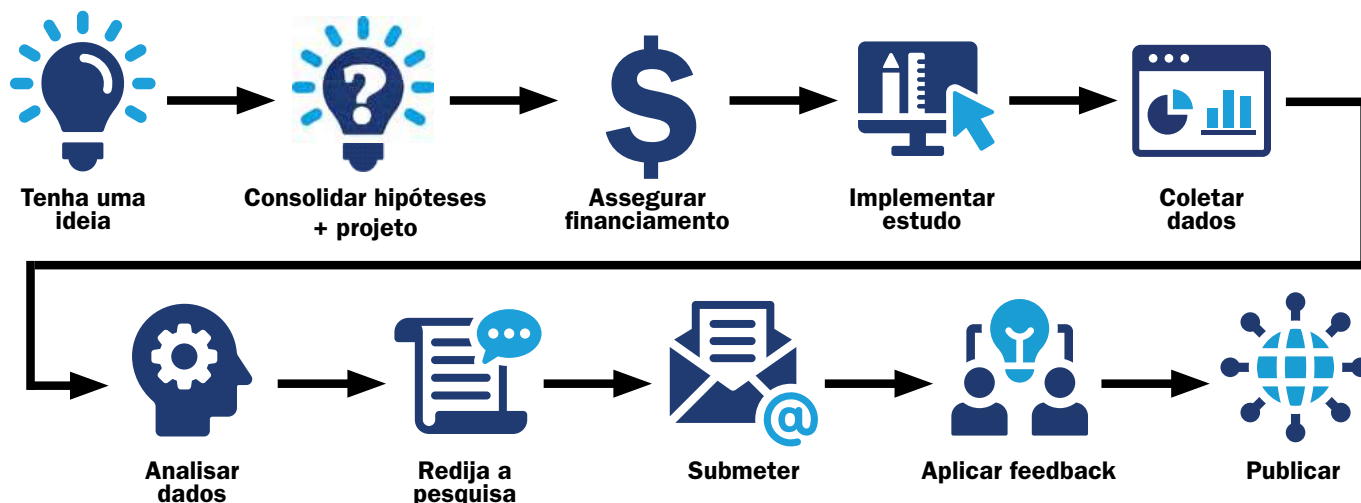 ?
$
Tenha uma
ideia
Consolidar hipóteses
+ projeto
Assegurar
financiamento
Implementar
estudo
Coletar
dados
@
Analisar
dados
Redija a
pesquisa
Submeter
Aplicar feedback
Publicar